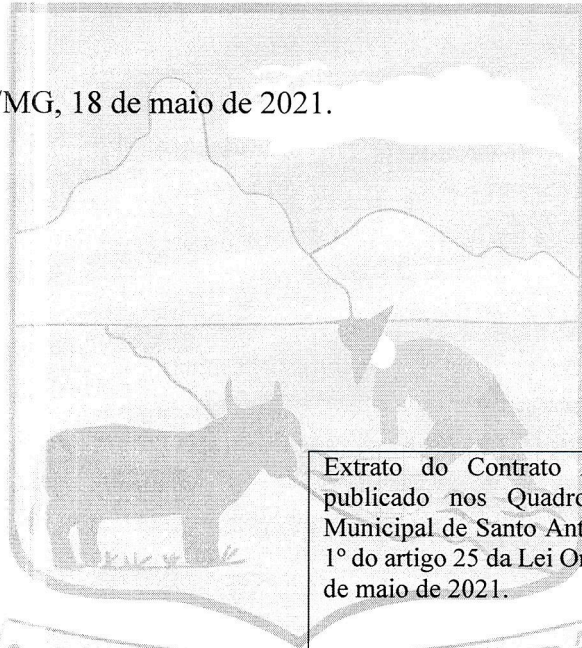 /MG, 18 de maio de 2021.
Extrato do Contrato
publicado nos Quadro
Municipal de Santo Ant
1º do artigo 25 da Lei Or
de maio de 2021.